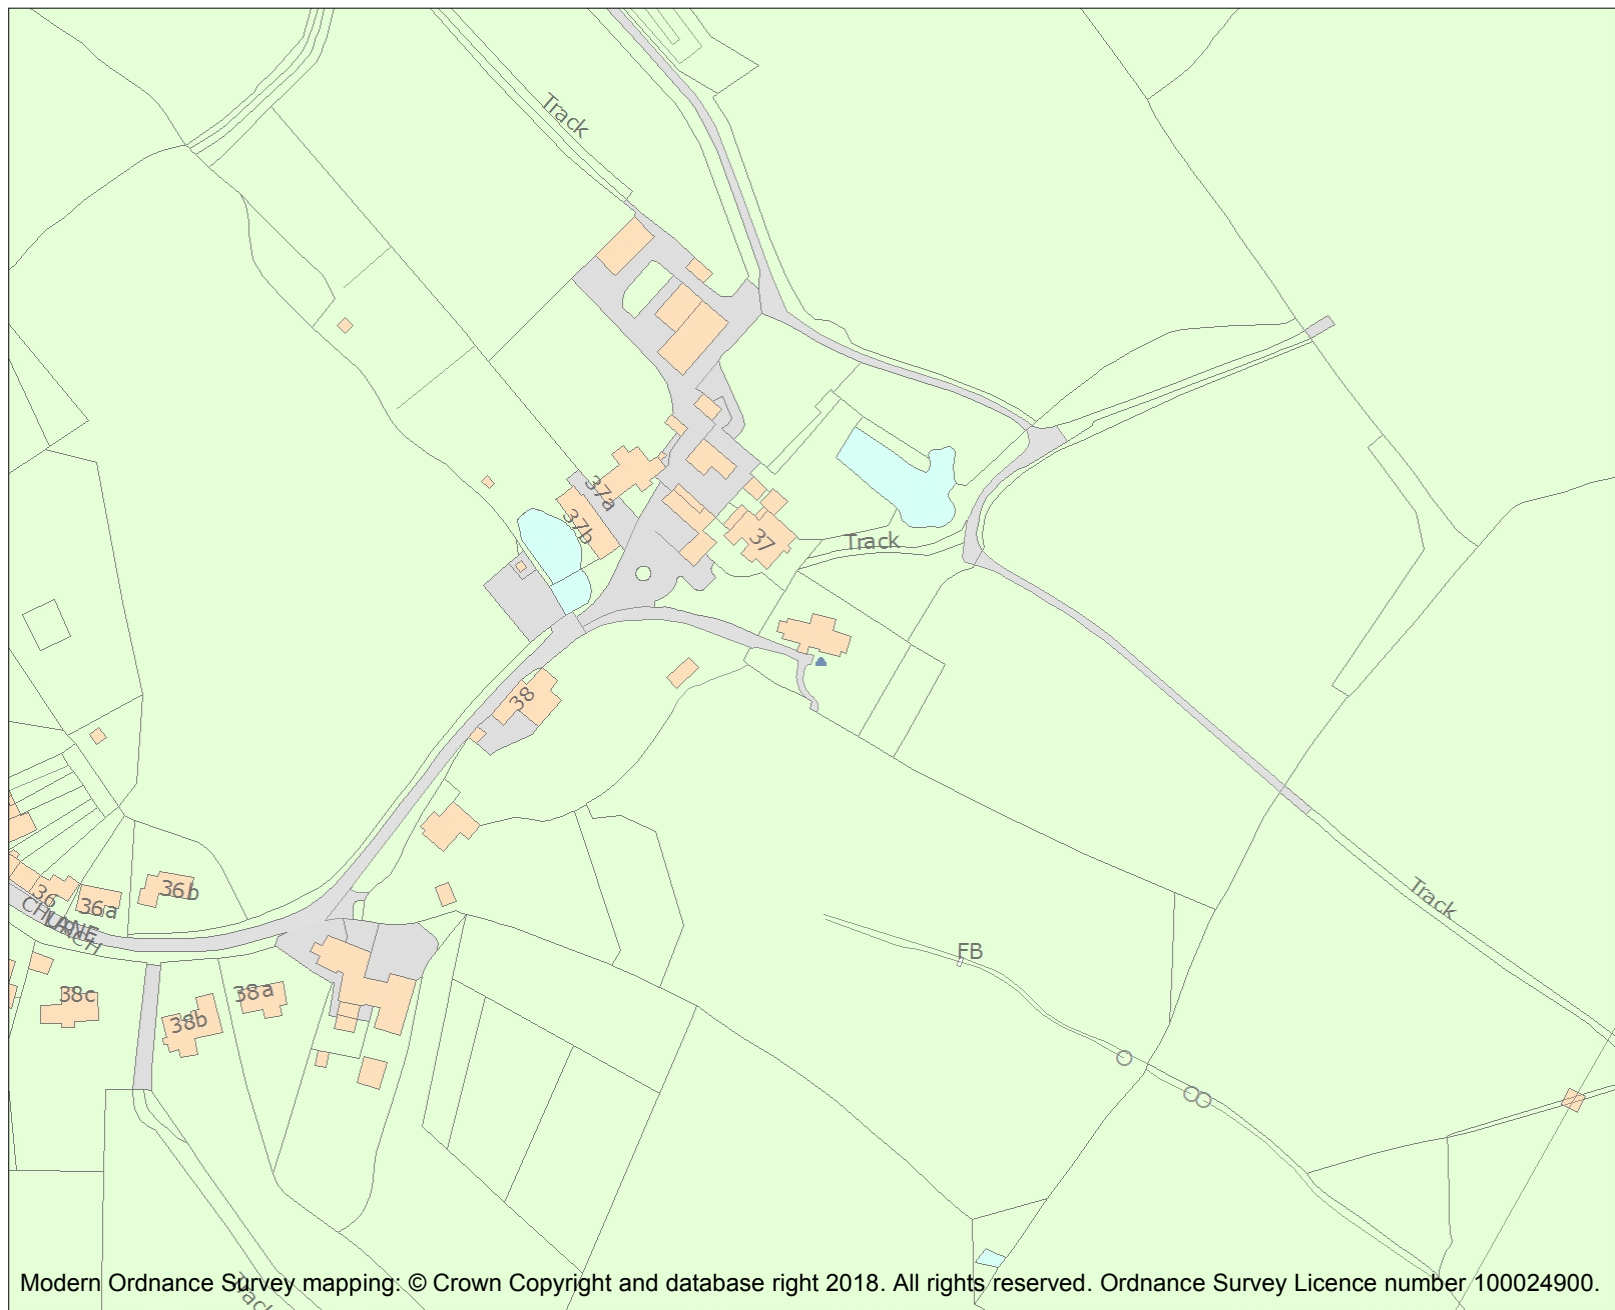 Track
37a
37b
37
Track
38
36
36a
36b
CHURCH
LANE
38c
38b
38a
FB
Track
Track
Modern Ordnance Survey mapping: © Crown Copyright and database right 2018. All rights reserved. Ordnance Survey Licence number 100024900.